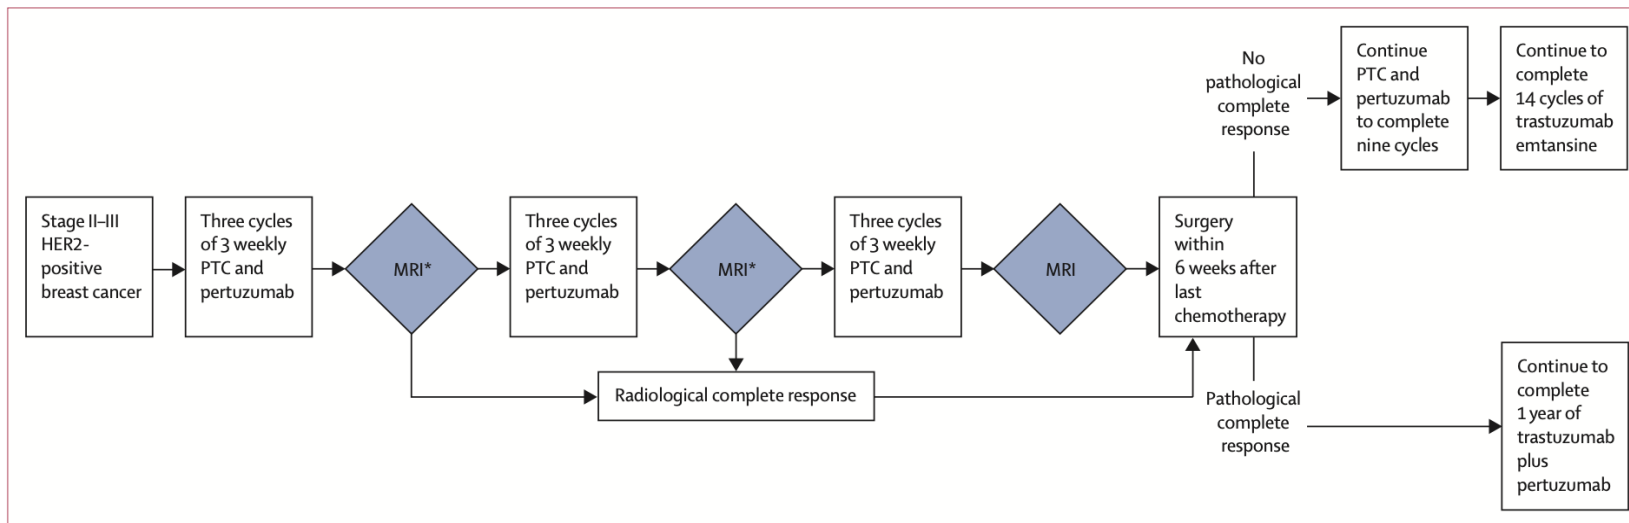 Stage II–III
HER2-
positive
breast cancer
Three cycles
of 3 weekly
PTC and
pertuzumab
MRI*
Three cycles
of 3 weekly
PTC and
pertuzumab
MRI*
Three cycles
of 3 weekly
PTC and
pertuzumab
MRI
Surgery
within
6 weeks after
last
chemotherapy
Radiological complete response
No
pathological
complete
response
Continue
PTC and
pertuzumab
to complete
nine cycles
Continue to
complete
14 cycles of
trastuzumab
emtansine
Pathological
complete
response
Continue to
complete
1 year of
trastuzumab
plus
pertuzumab